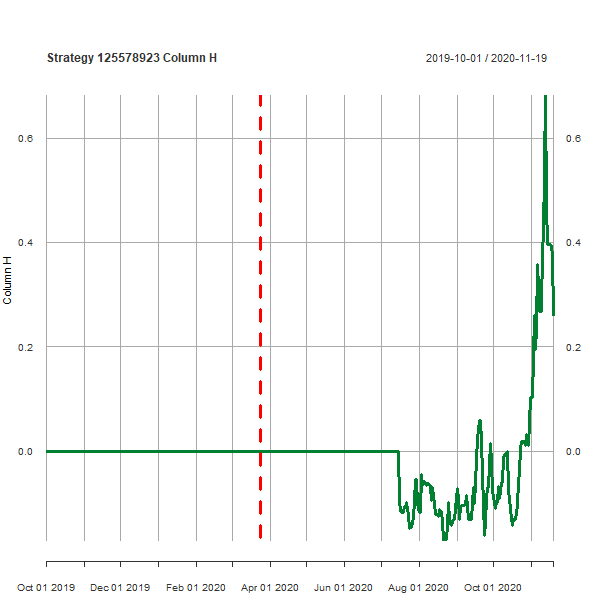 Strategy 125578923 Column H
2019-10-01 / 2020-11-19
0.6
0.6
0.4
0.4
Column H
0.2
0.2
0.0
0.0
Oct 01 2019
Dec 01 2019
Feb 01 2020
Apr 01 2020
Jun 01 2020
Aug 01 2020
Oct 01 2020